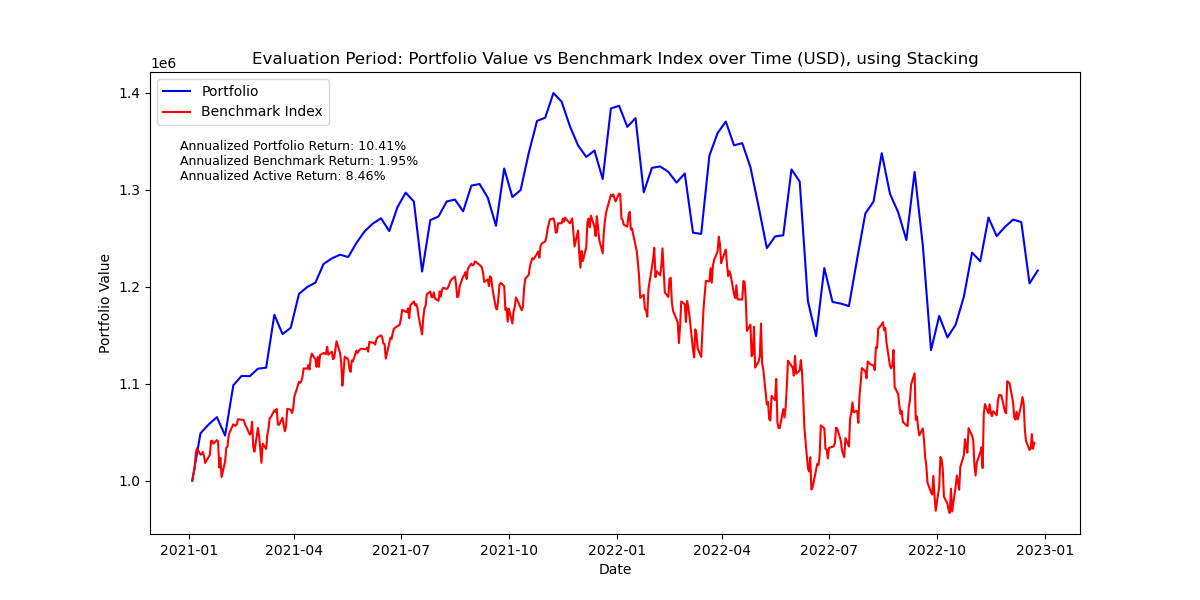 Evaluation Period: Portfolio Value vs Benchmark Index over Time (USD), using Stacking
1e6
Portfolio
Benchmark Index
Annualized Portfolio Return: 10.41%
Annualized Benchmark Return: 1.95%
Annualized Active Return: 8.46%
Portfolio Value
1.4
1.3
1.2
1.1
1.0
2021-01 2021-04 2021-07 2021-10 2022-01 2022-04 2022-07 2022-10 2023-01
Date